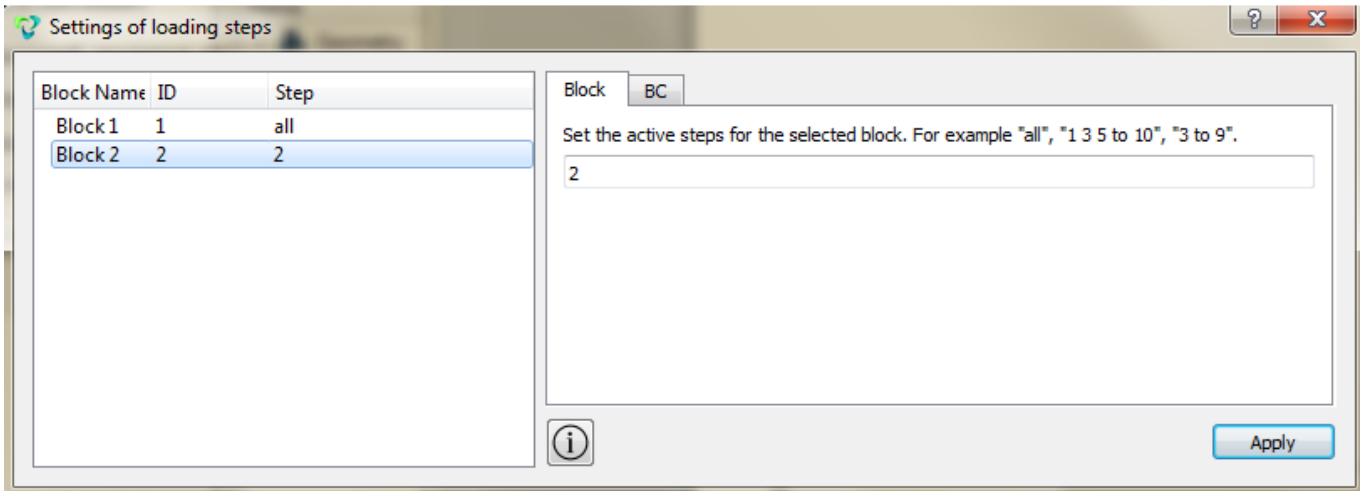 Settings of loading steps
Block Name ID Step
Block 1 1 all
Block 2 2 2
Block BC
Set the active steps for the selected block. For example "all", "1 3 5 to 10", "3 to 9".
2
Apply